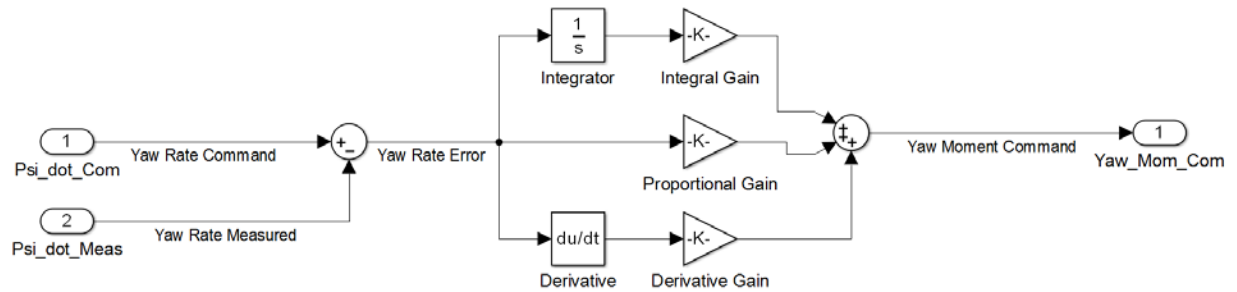 1
s
Integrator
-K-
Integral Gain
1
Psi_dot_Com
Yaw Rate Command
+
−
Yaw Rate Error
-K-
Proportional Gain
+
+
+
Yaw Moment Command
1
Yaw_Mom_Com
2
Psi_dot_Meas
Yaw Rate Measured
du/dt
Derivative
-K-
Derivative Gain